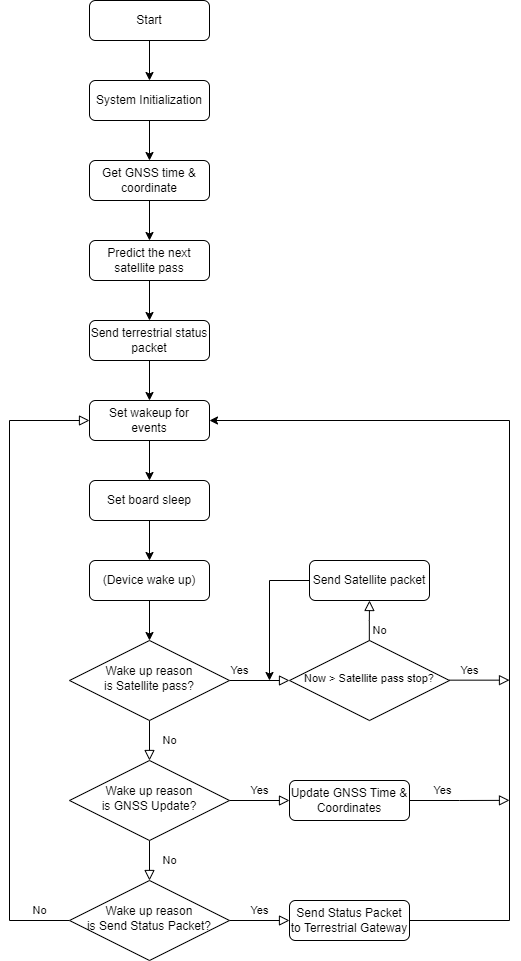 Start
System Initialization
Get GNSS time &
coordinate
Predict the next
satellite pass
Send terrestrial status
packet
Set wakeup for
events
Set board sleep
(Device wake up)
Send Satellite packet
No
Wake up reason
is Satellite pass?
Yes
Now > Satellite pass stop?
Yes
No
Wake up reason
is GNSS Update?
Yes
Update GNSS Time &
Coordinates
Yes
No
No
Wake up reason
is Send Status Packet?
Yes
Send Status Packet
to Terrestrial Gateway